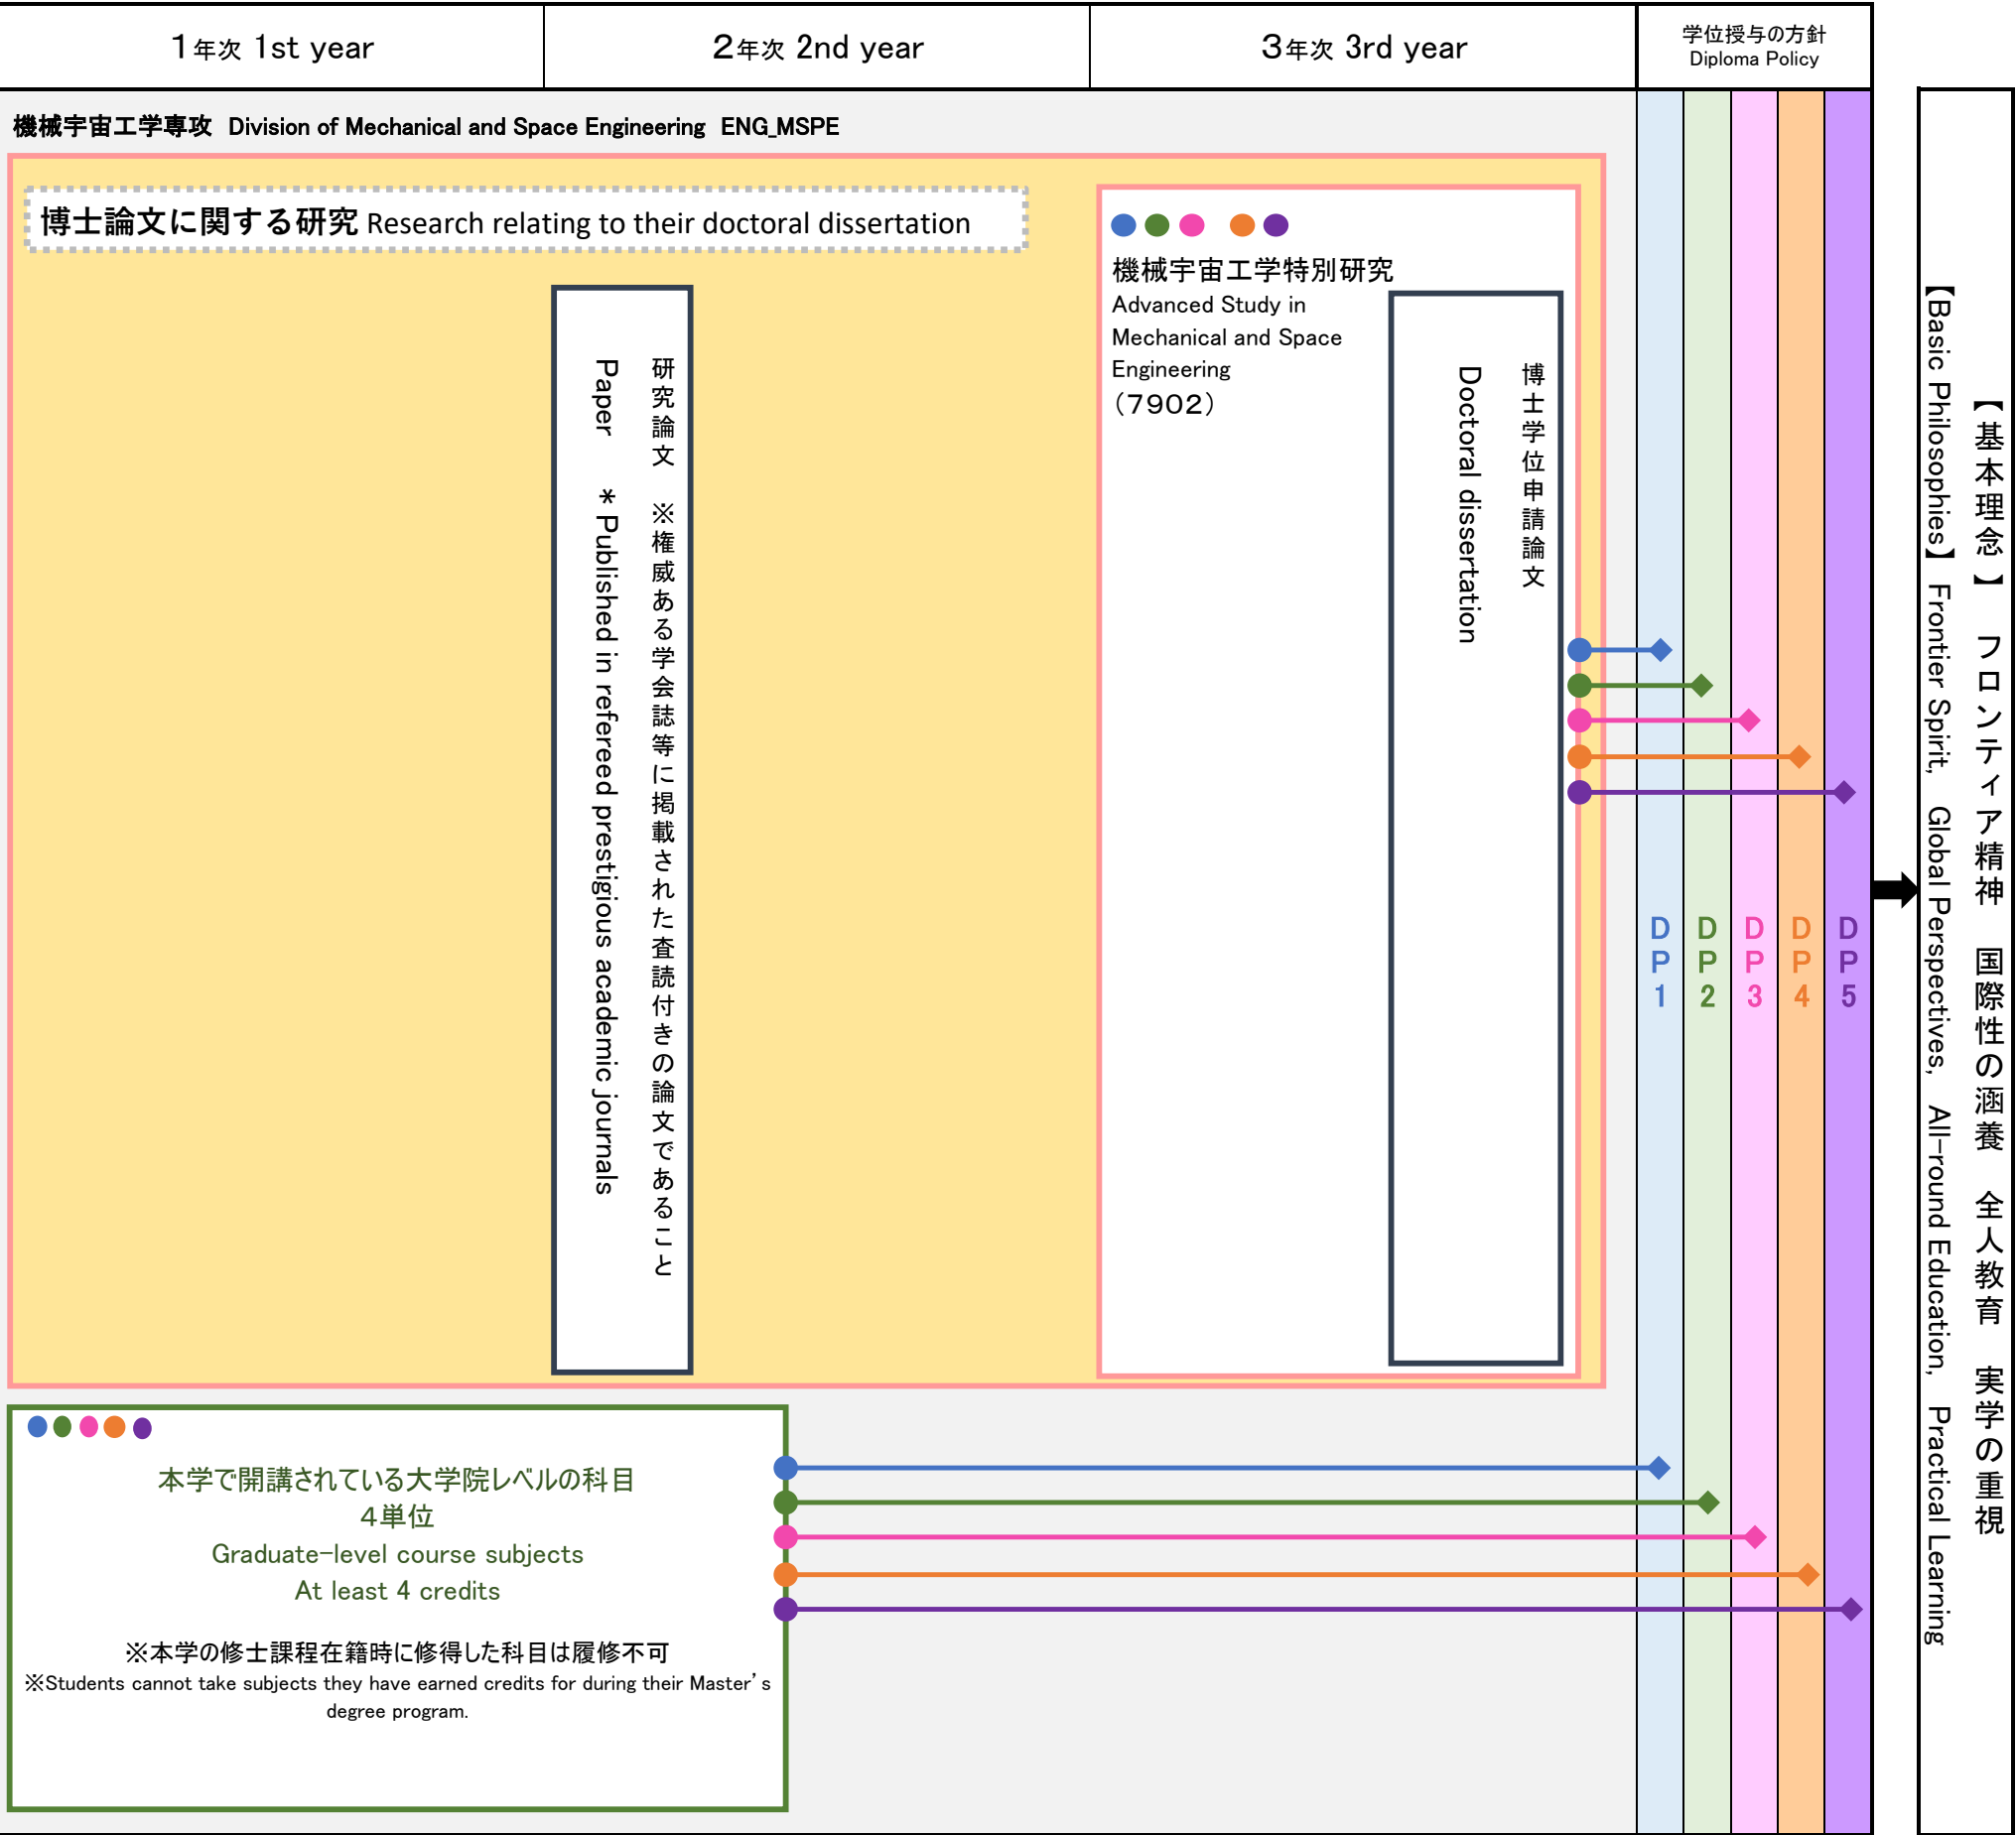 1年次 1st year
2年次 2nd year
3年次 3rd year
学位授与の方針
Diploma Policy
機械宇宙工学専攻 Division of Mechanical and Space Engineering ENG_MSPE
博士論文に関する研究 Research relating to their doctoral dissertation
研究論文 ※権威ある学会誌等に掲載された査読付きの論文であること
Paper ＊Published in refereed prestigious academic journals
機械宇宙工学特別研究
Advanced Study in
Mechanical and Space
Engineering
（7902）
博士学位申請論文
Doctoral dissertation
DP1
DP2
DP3
DP4
DP5
【基本理念】 フロンティア精神 国際性の涵養 全人教育 実学の重視
【Basic Philosophies】 Frontier Spirit, Global Perspectives, All-round Education, Practical Learning
本学で開講されている大学院レベルの科目
4単位
Graduate-level course subjects
At least 4 credits
※本学の修士課程在籍時に修得した科目は履修不可
※Students cannot take subjects they have earned credits for during their Master's
degree program.